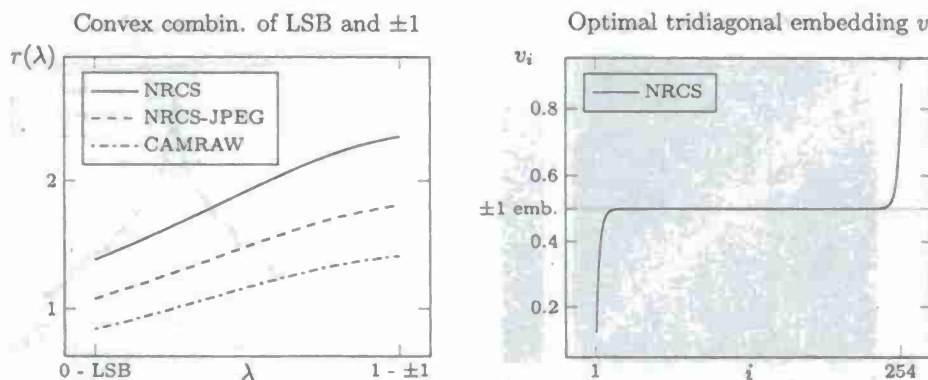 Convex combin. of LSB and ±1
r(λ)
NRCS
NRCS-JPEG
CAMRAW
2
1
0 - LSB
λ
1 - ±1
Optimal tridiagonal embedding v
v_i
NRCS
0.8
0.6
±1 emb.
0.4
0.2
1
i
254